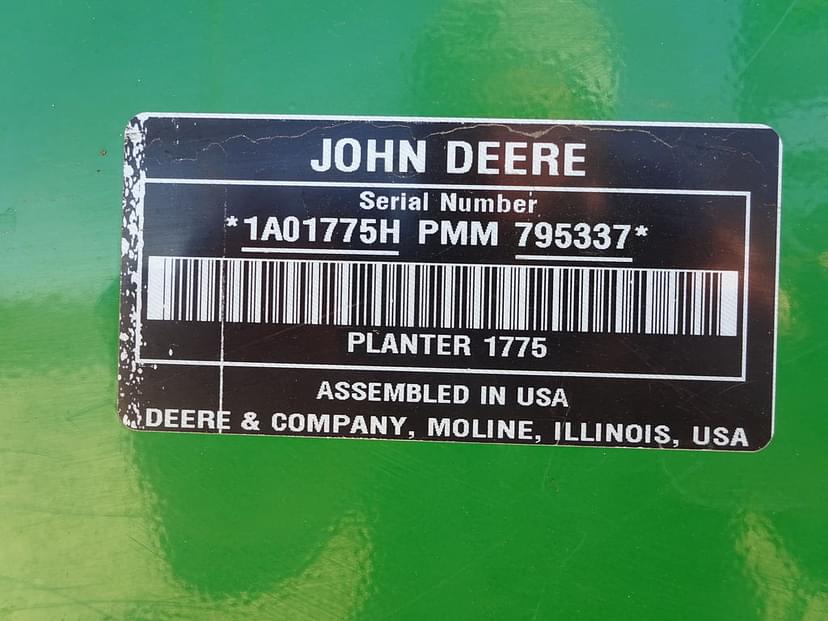 JOHN DEERE
Serial Number
*1A01775H PMM 795337*
PLANTER 1775
ASSEMBLED IN USA
DEERE & COMPANY, MOLINE, ILLINOIS, USA